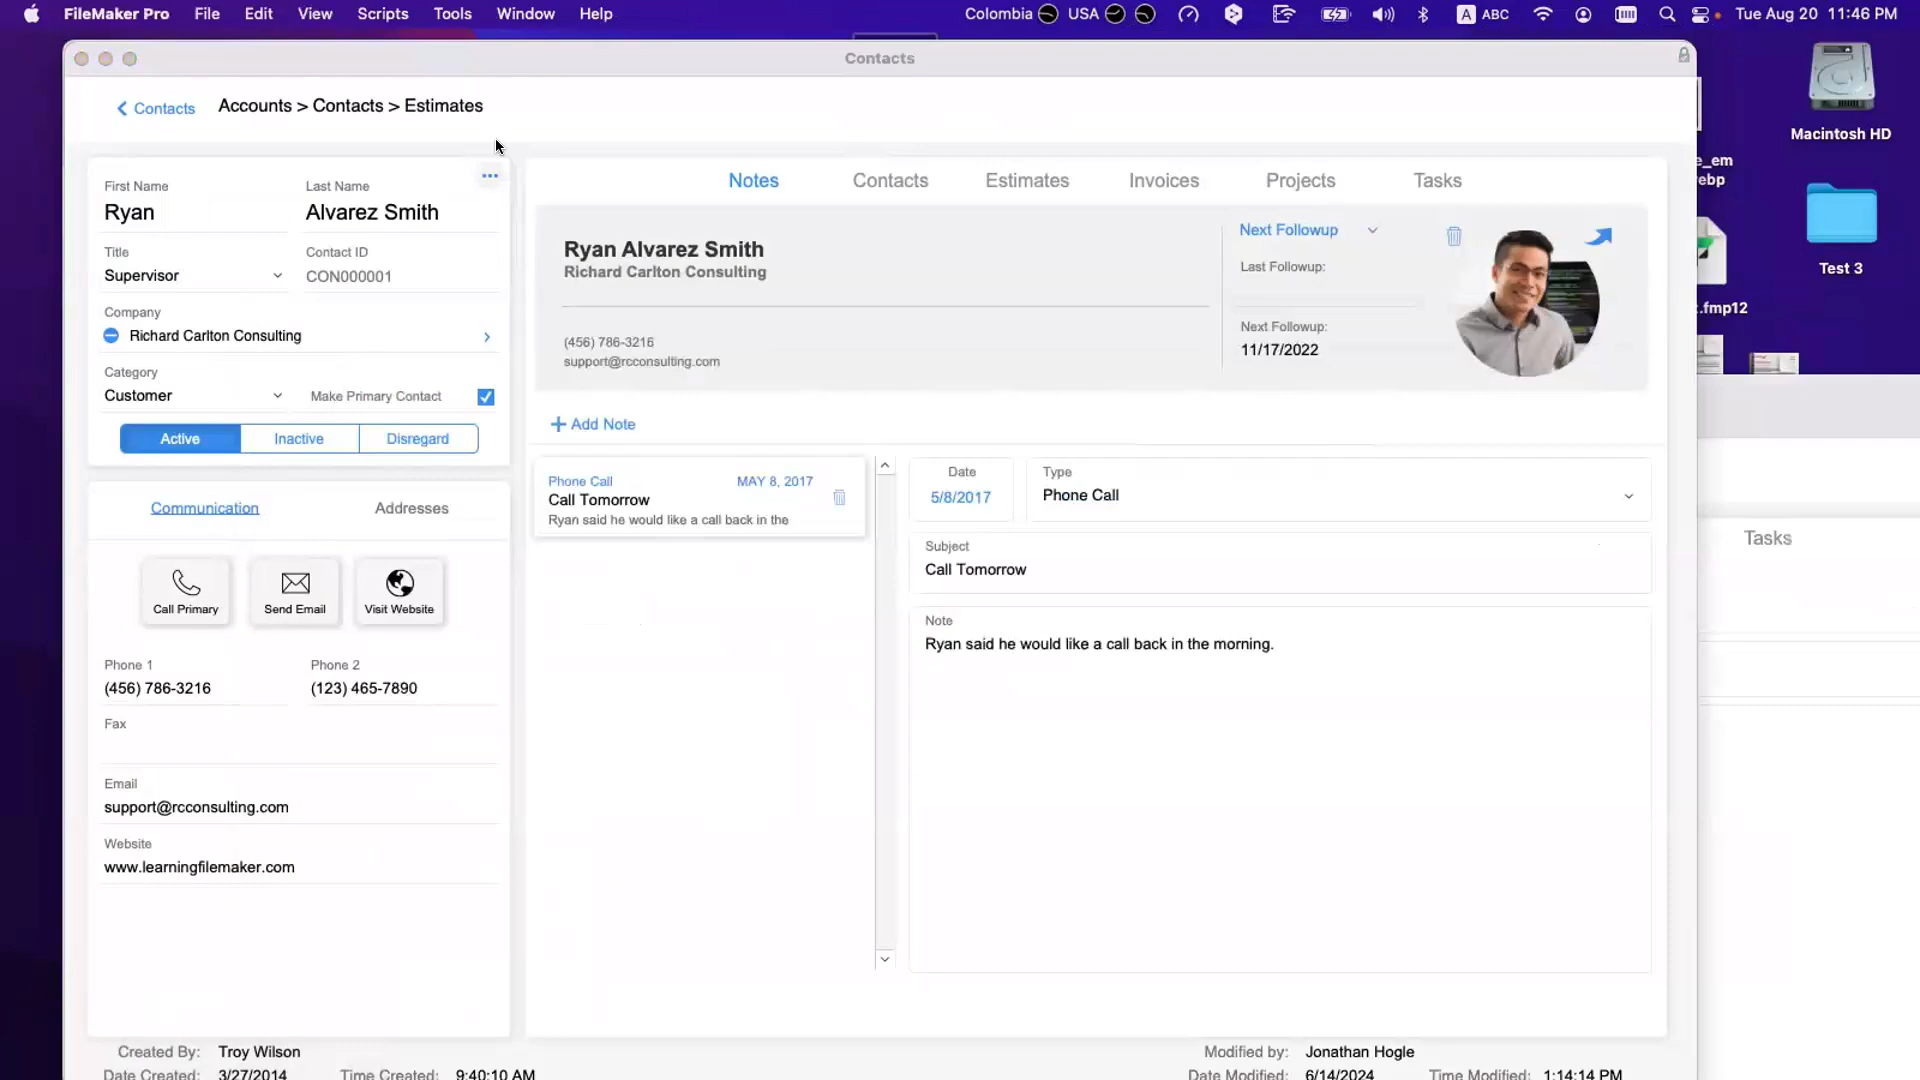 FileMaker Pro File Edit View Scripts Tools Window Help Colombia USA A ABC Tue Aug 20 11:46 PM
Contacts
Contacts Accounts > Contacts > Estimates
Macintosh HD
e_em
ebp
Test 3
z.fmp12
First Name Last Name
Ryan Alvarez Smith
Title Contact ID
Supervisor CON000001
Company
Richard Carlton Consulting
Category
Customer Make Primary Contact
Active Inactive Disregard
Communication Addresses
Call Primary Send Email Visit Website
Phone 1 Phone 2
(456) 786-3216 (123) 465-7890
Fax
Email
support@rcconsulting.com
Website
www.learningfilemaker.com
Notes Contacts Estimates Invoices Projects Tasks
Ryan Alvarez Smith
Richard Carlton Consulting
(456) 786-3216
support@rcconsulting.com
Next Followup
Last Followup:
Next Followup:
11/17/2022
+ Add Note
Phone Call MAY 8, 2017
Call Tomorrow
Ryan said he would like a call back in the
Date Type
5/8/2017 Phone Call
Subject
Call Tomorrow
Note
Ryan said he would like a call back in the morning.
Tasks
Created By: Troy Wilson Modified by: Jonathan Hogle
Date Created: 3/27/2014 Time Created: 9:40:10 AM Date Modified: 6/14/2024 Time Modified: 1:14:14 PM